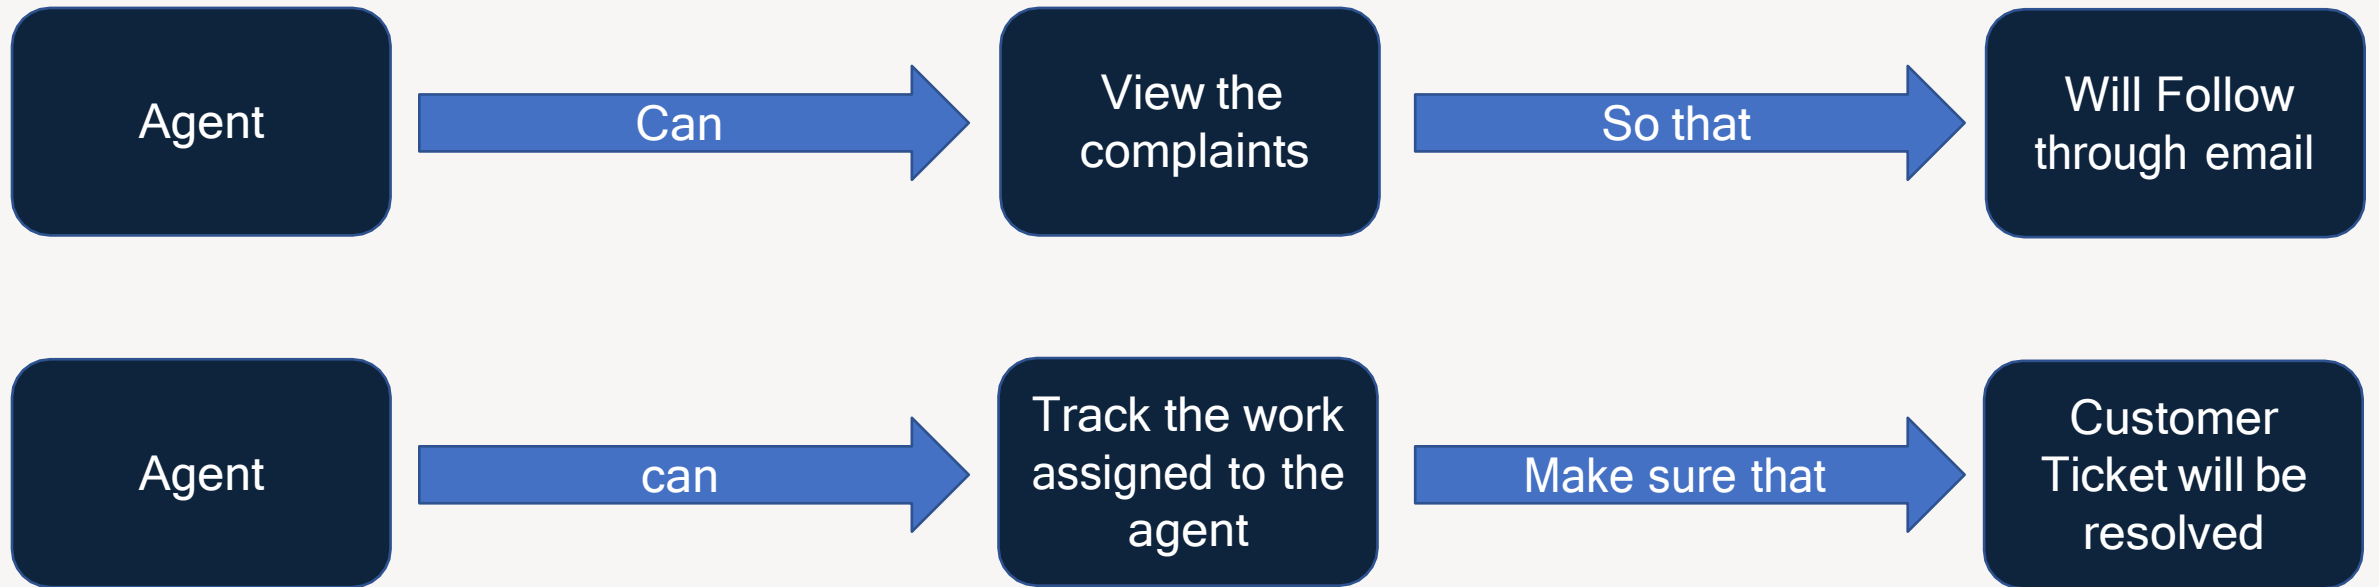 Agent
Can
View the
complaints
So that
Will Follow
through email
Agent
can
Track the work
assigned to the
agent
Make sure that
Customer
Ticket will be
resolved